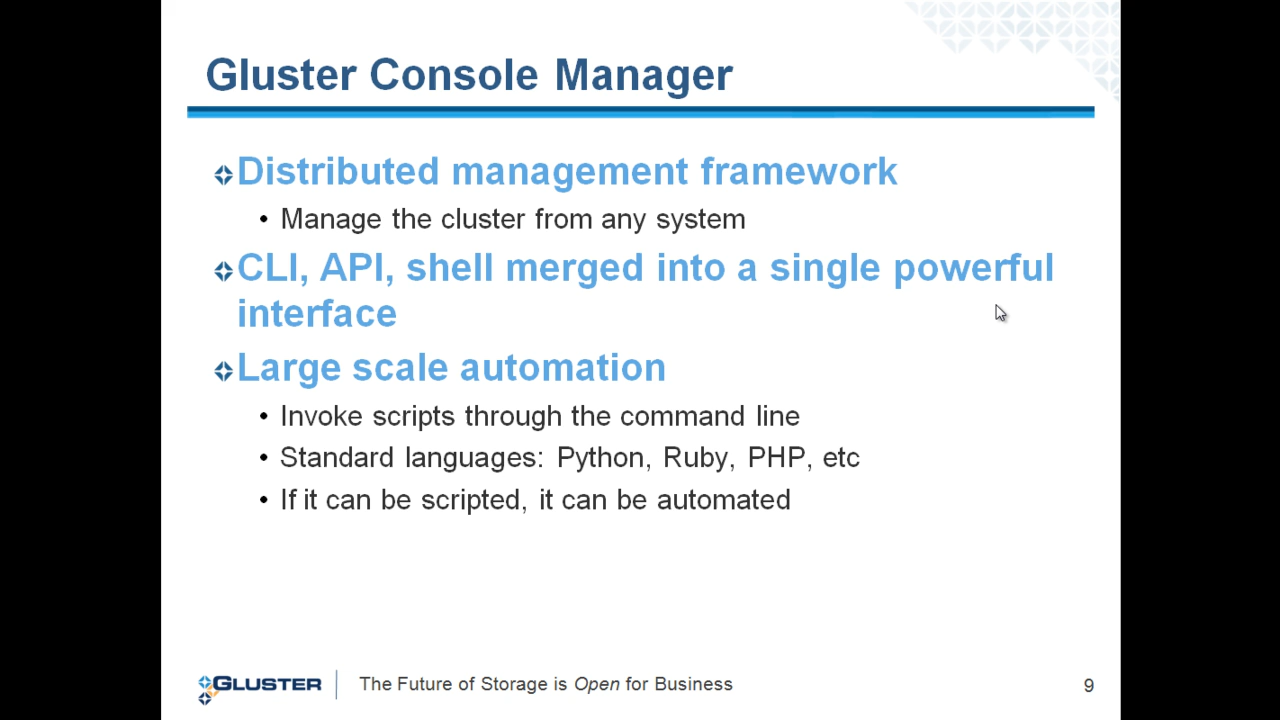 Gluster Console Manager
Distributed management framework
• Manage the cluster from any system
CLI, API, shell merged into a single powerful
interface
Large scale automation
• Invoke scripts through the command line
• Standard languages: Python, Ruby, PHP, etc
• If it can be scripted, it can be automated
GLUSTER
The Future of Storage is Open for Business
9